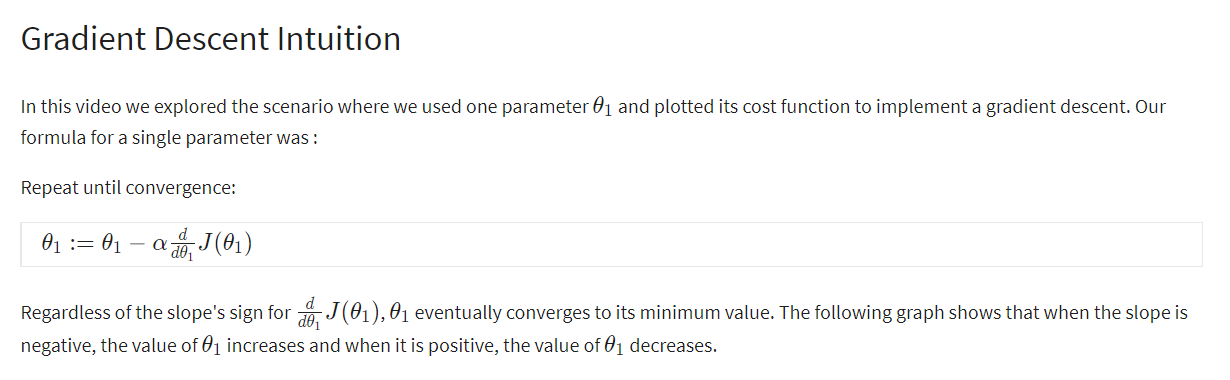 Gradient Descent Intuition
In this video we explored the scenario where we used one parameter θ₁ and plotted its cost function to implement a gradient descent. Our
formula for a single parameter was :
Repeat until convergence:
θ₁ := θ₁ − α d/dθ₁ J(θ₁)
Regardless of the slope's sign for d/dθ₁ J(θ₁), θ₁ eventually converges to its minimum value. The following graph shows that when the slope is
negative, the value of θ₁ increases and when it is positive, the value of θ₁ decreases.